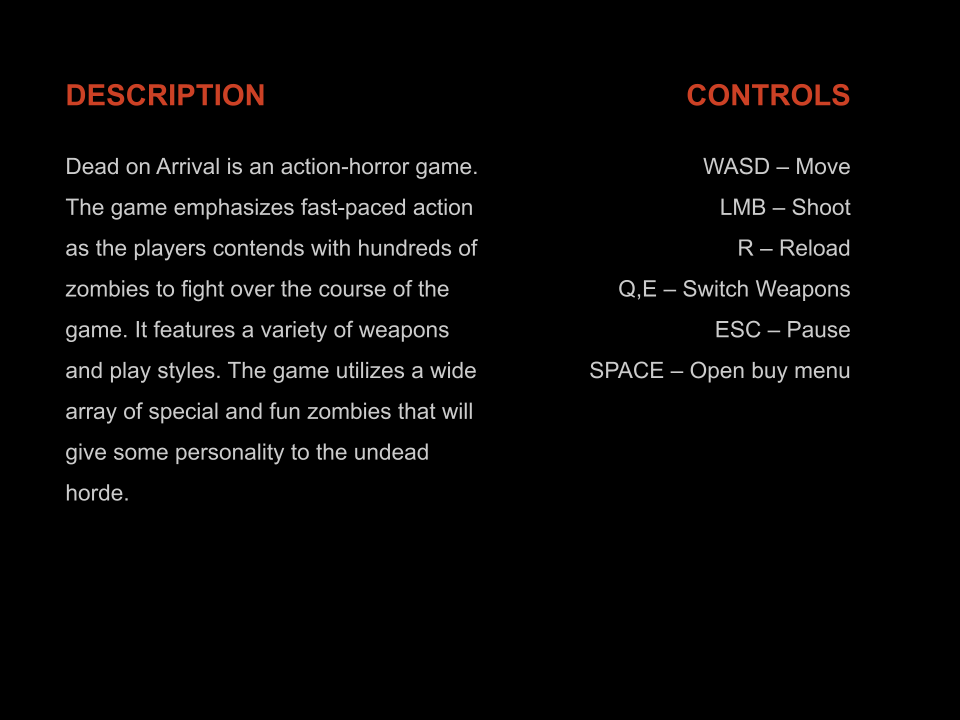 DESCRIPTION
Dead on Arrival is an action-horror game.
The game emphasizes fast-paced action
as the players contends with hundreds of
zombies to fight over the course of the
game. It features a variety of weapons
and play styles. The game utilizes a wide
array of special and fun zombies that will
give some personality to the undead
horde.
CONTROLS
WASD – Move
LMB – Shoot
R – Reload
Q,E – Switch Weapons
ESC – Pause
SPACE – Open buy menu